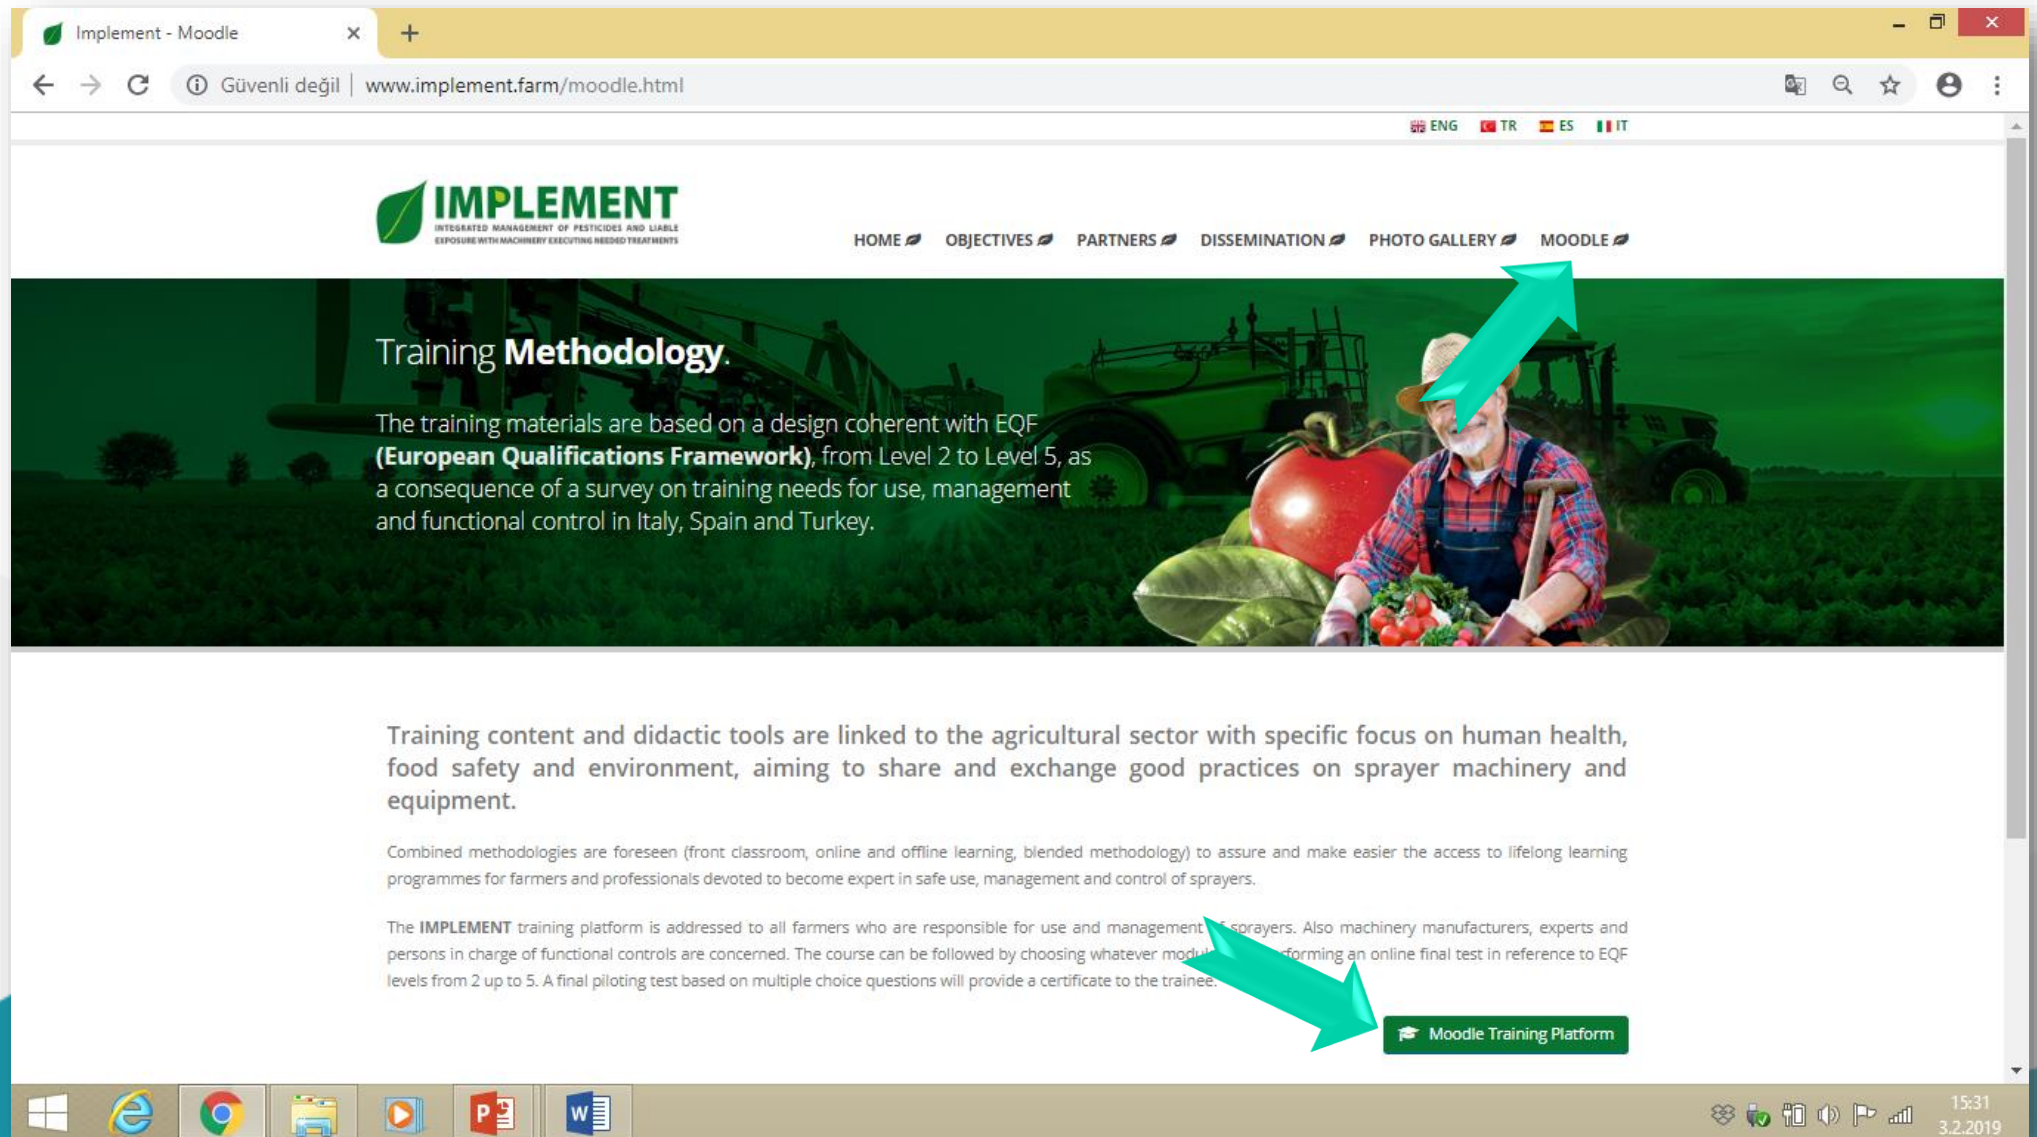 Implement - Moodle
Güvenli değil | www.implement.farm/moodle.html
ENG TR ES IT
IMPLEMENT
INTEGRATED MANAGEMENT OF PESTICIDES AND LIABLE
EXPOSURE WITH MACHINERY EXECUTING NEEDED TREATMENTS
HOME OBJECTIVES PARTNERS DISSEMINATION PHOTO GALLERY MOODLE
Training Methodology.
The training materials are based on a design coherent with EQF
(European Qualifications Framework), from Level 2 to Level 5, as
a consequence of a survey on training needs for use, management
and functional control in Italy, Spain and Turkey.
Training content and didactic tools are linked to the agricultural sector with specific focus on human health,
food safety and environment, aiming to share and exchange good practices on sprayer machinery and
equipment.
Combined methodologies are foreseen (front classroom, online and offline learning, blended methodology) to assure and make easier the access to lifelong learning
programmes for farmers and professionals devoted to become expert in safe use, management and control of sprayers.
The IMPLEMENT training platform is addressed to all farmers who are responsible for use and management sprayers. Also machinery manufacturers, experts and
persons in charge of functional controls are concerned. The course can be followed by choosing whatever an online final test in reference to EQF
levels from 2 up to 5. A final piloting test based on multiple choice questions will provide a certificate to the trainee.
Moodle Training Platform
15:31
3.2.2019